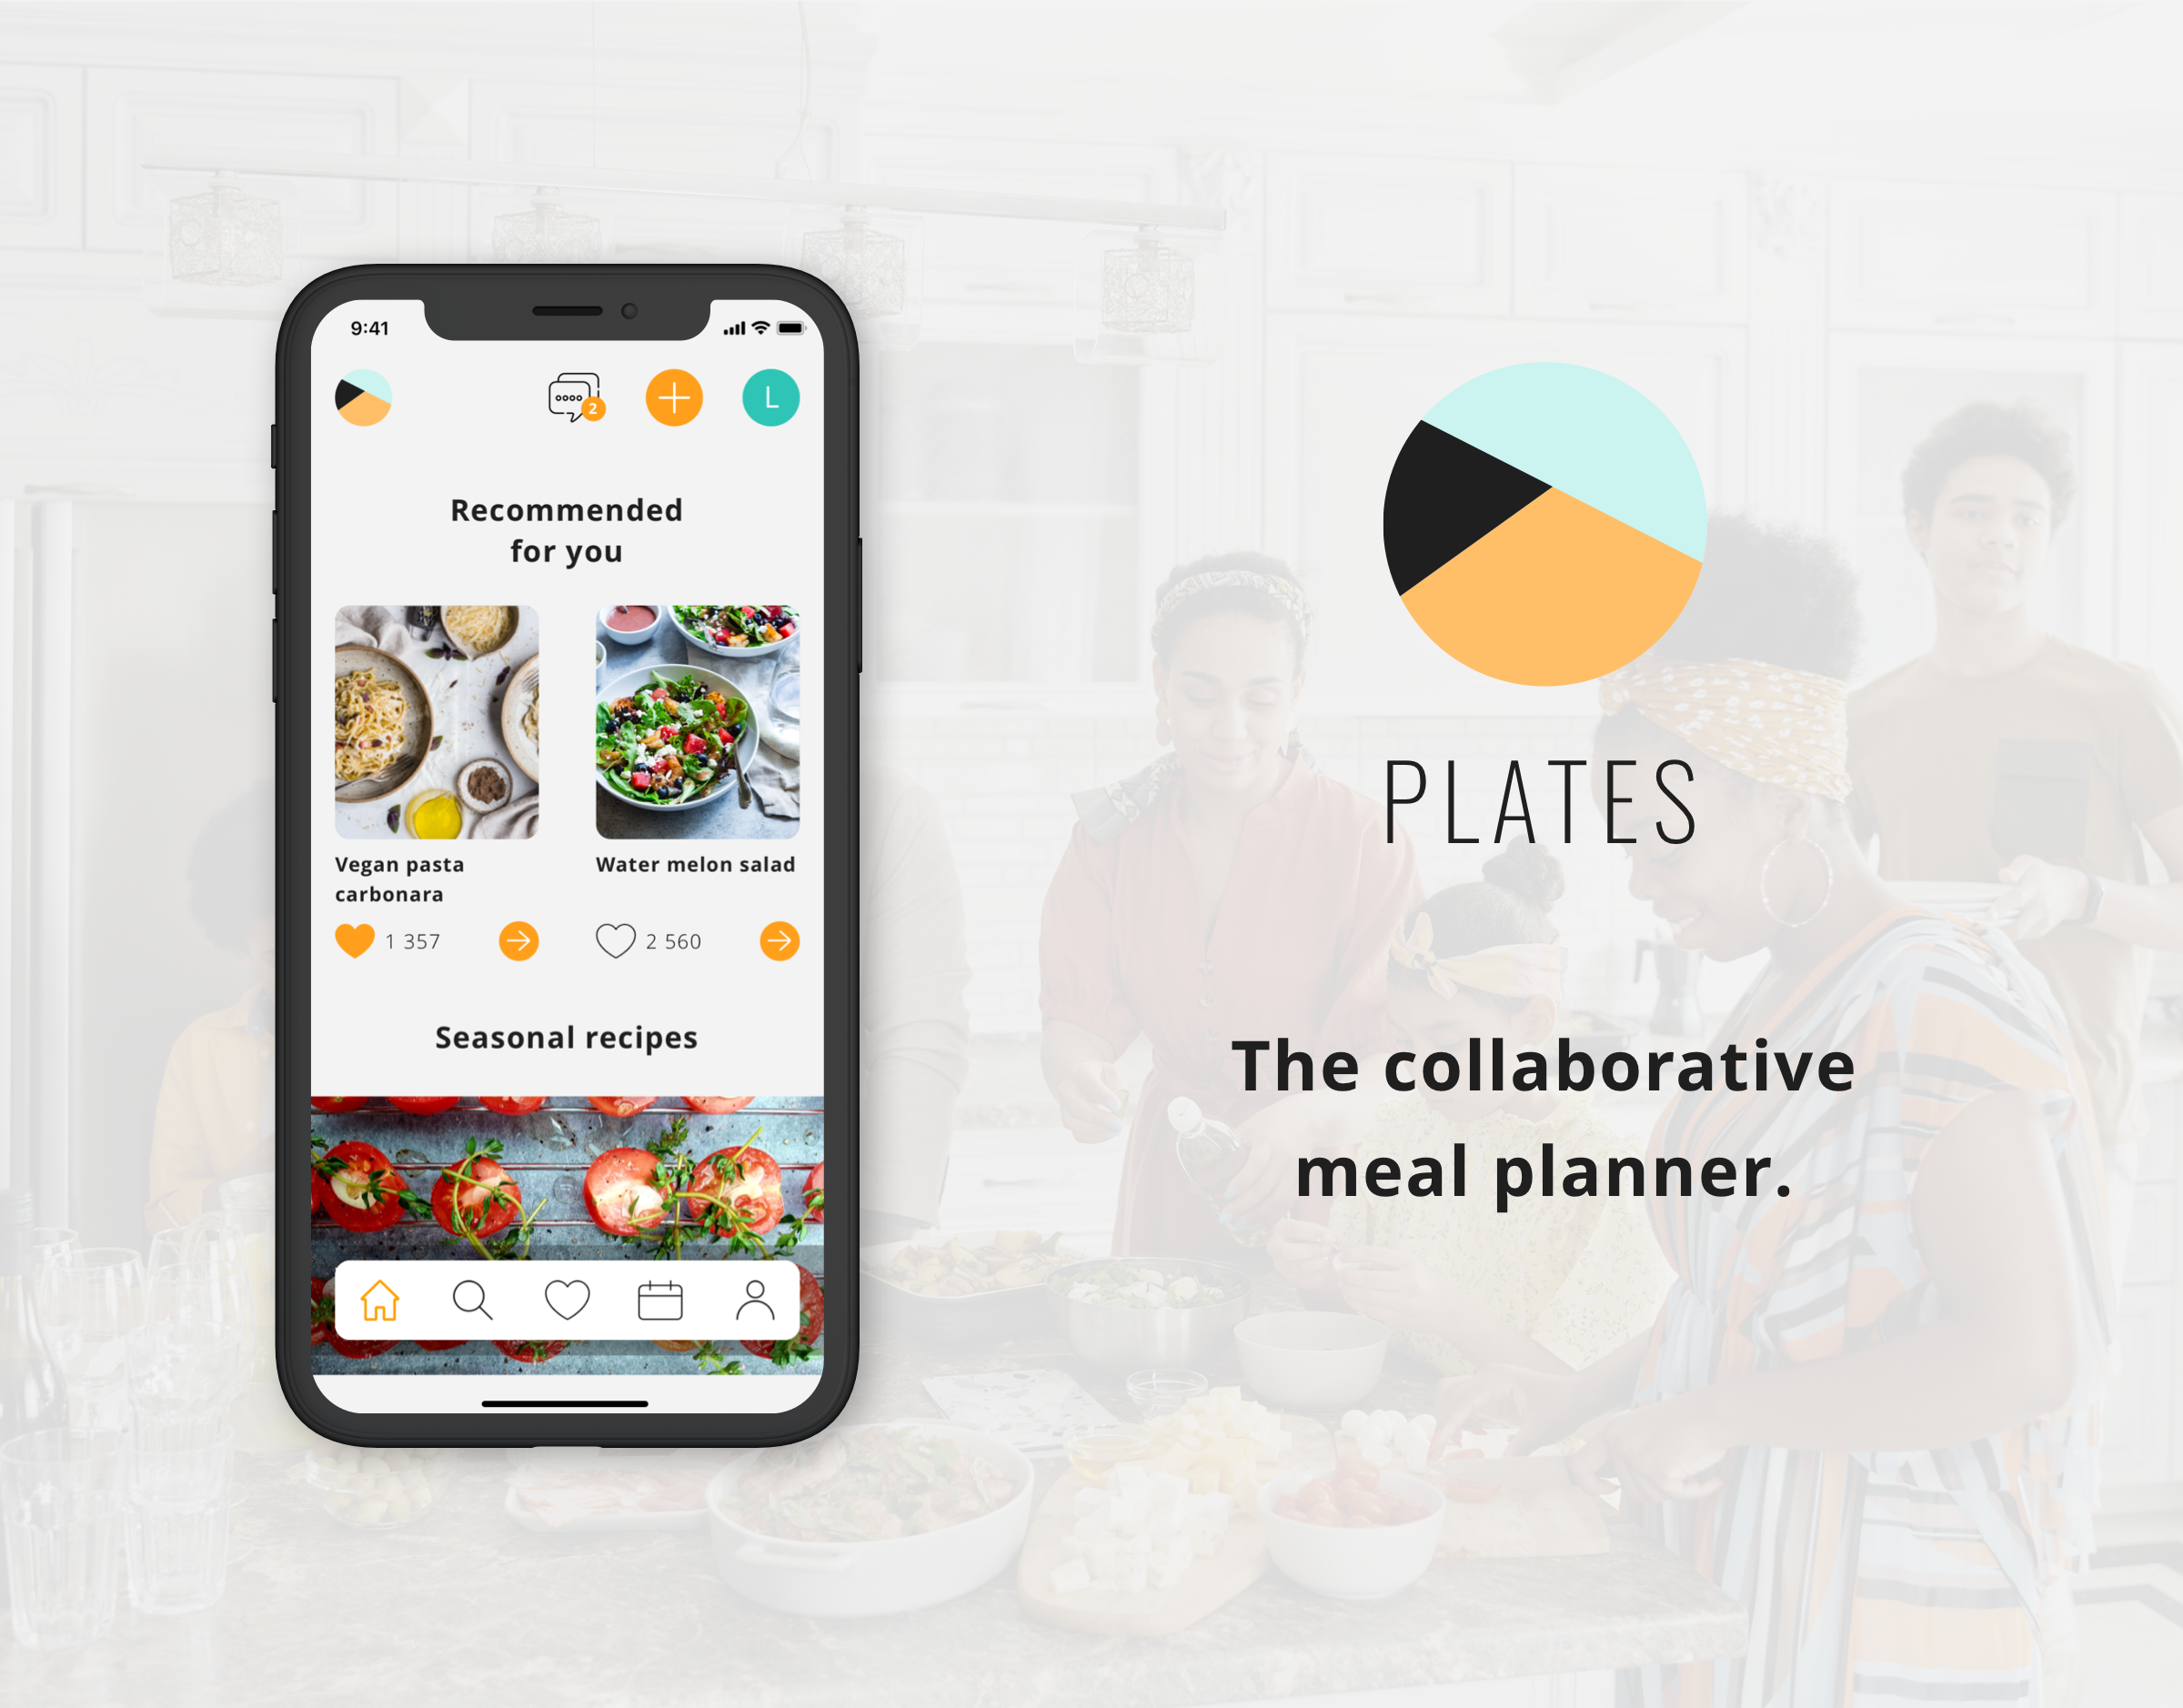 9:41
2
L
Recommended
for you
Vegan pasta
carbonara
1 357
Water melon salad
2 560
Seasonal recipes
PLATES
The collaborative
meal planner.